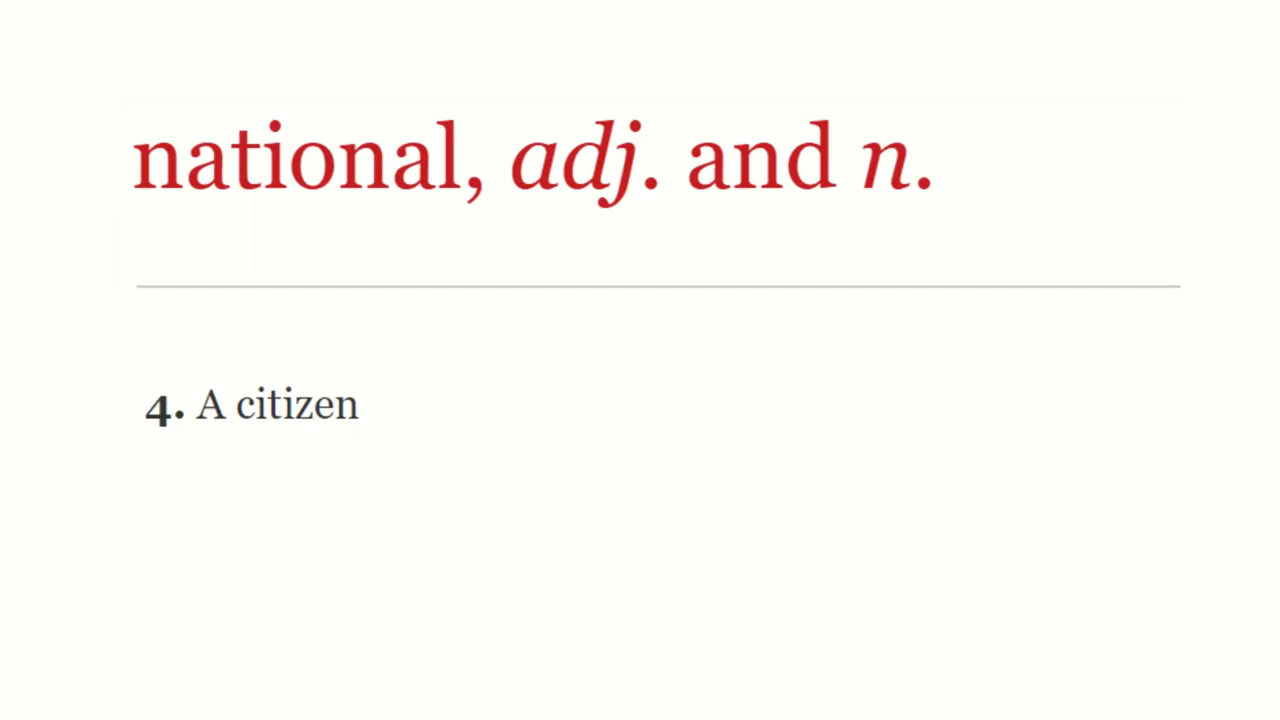 national, adj. and n.
4. A citizen